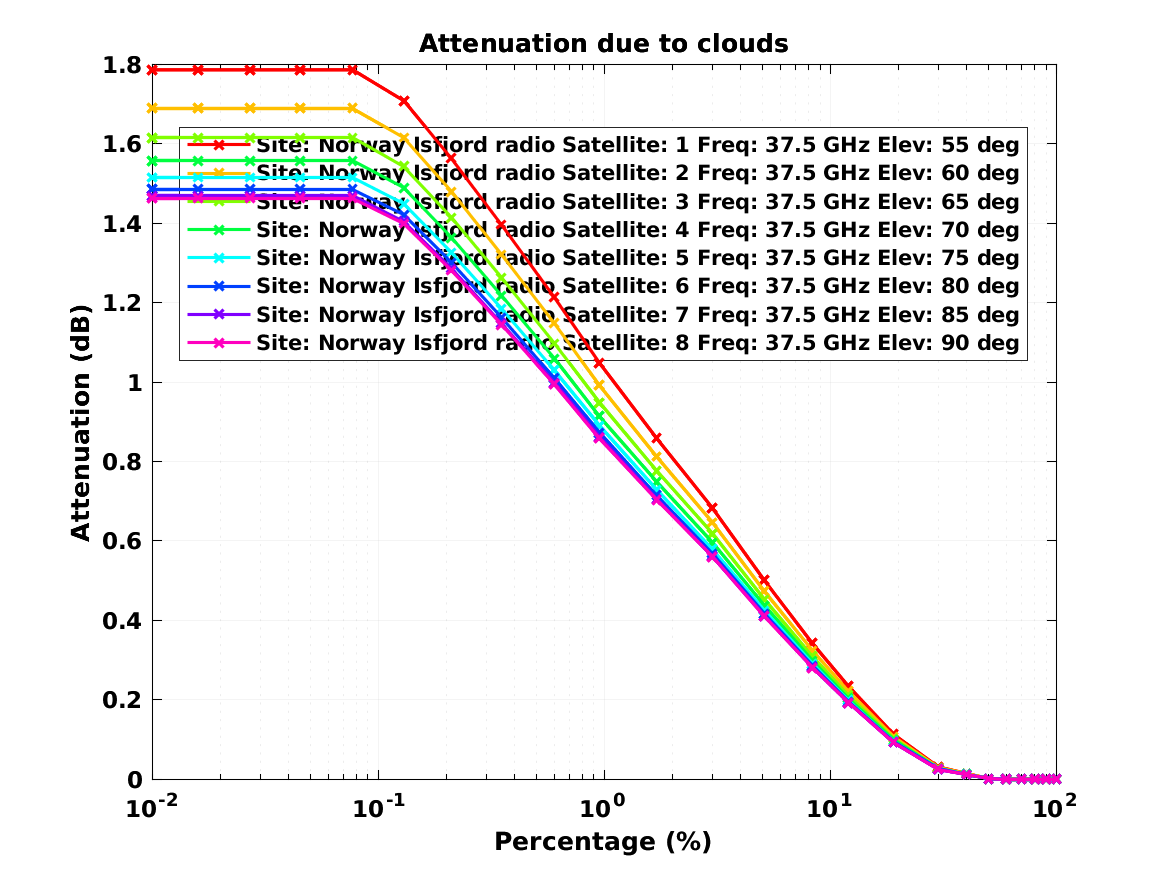 Attenuation due to clouds
1.8
1.6
1.4
1.2
1
0.8
0.6
0.4
0.2
0
Attenuation (dB)
Site: Norway Isfjord radio Satellite: 1 Freq: 37.5 GHz Elev: 55 deg
Site: Norway Isfjord radio Satellite: 2 Freq: 37.5 GHz Elev: 60 deg
Site: Norway Isfjord radio Satellite: 3 Freq: 37.5 GHz Elev: 65 deg
Site: Norway Isfjord radio Satellite: 4 Freq: 37.5 GHz Elev: 70 deg
Site: Norway Isfjord radio Satellite: 5 Freq: 37.5 GHz Elev: 75 deg
Site: Norway Isfjord radio Satellite: 6 Freq: 37.5 GHz Elev: 80 deg
Site: Norway Isfjord radio Satellite: 7 Freq: 37.5 GHz Elev: 85 deg
Site: Norway Isfjord radio Satellite: 8 Freq: 37.5 GHz Elev: 90 deg
10^-2 10^-1 10^0 10^1 10^2
Percentage (%)